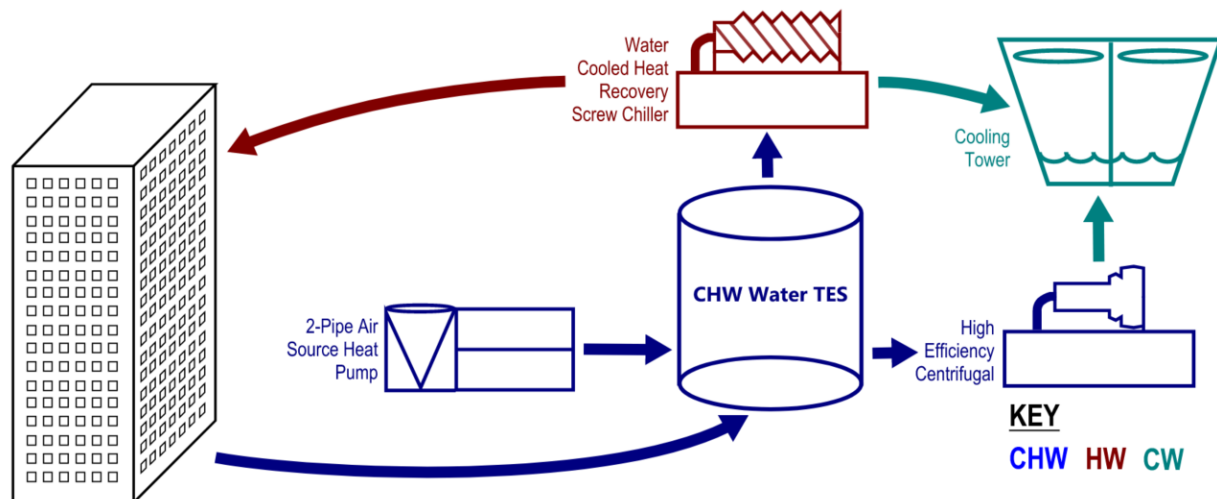 Water
Cooled Heat
Recovery
Screw Chiller
Cooling
Tower
CHW Water TES
2-Pipe Air
Source Heat
Pump
High
Efficiency
Centrifugal
KEY
CHW HW CW